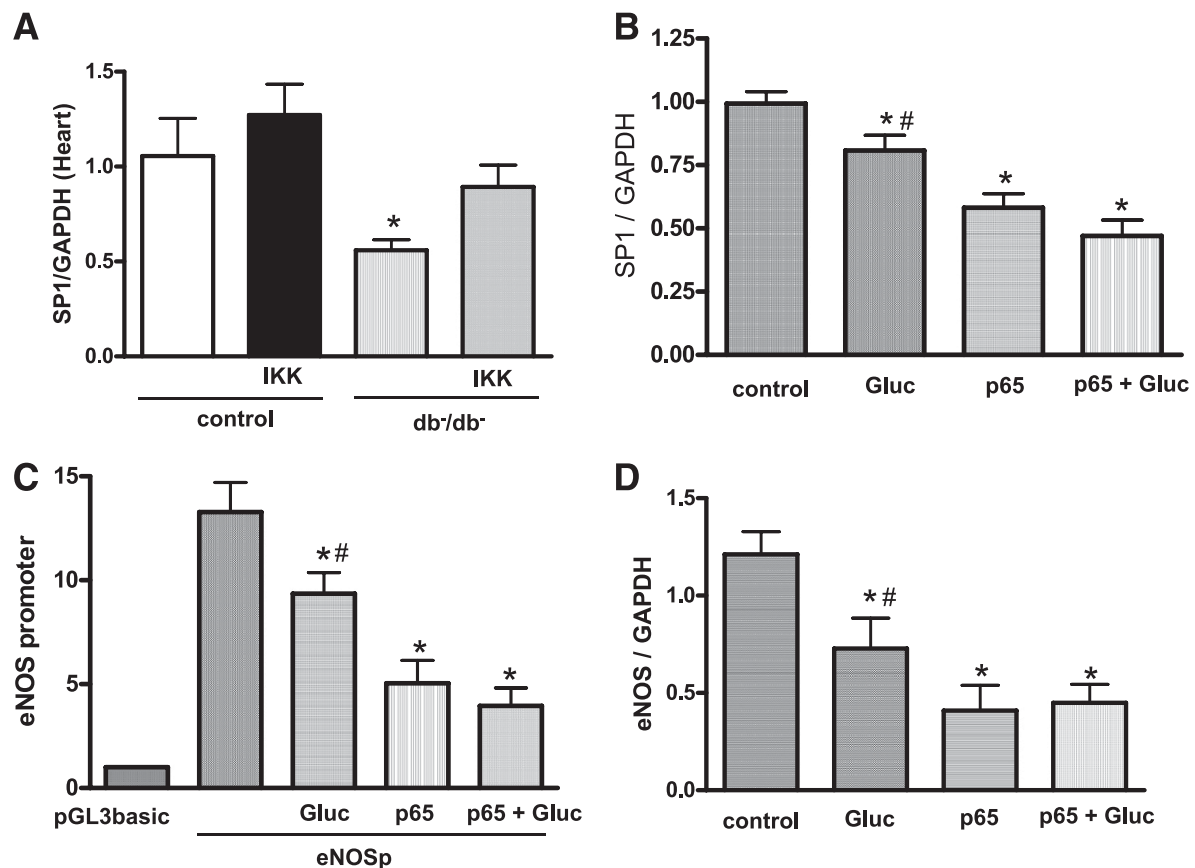 A
SP1/GAPDH (Heart)
1.5
1.0
0.5
0.0
*
IKK
IKK
control
db-/db-
B
SP1 / GAPDH
1.25
1.00
0.75
0.50
0.25
0.00
* #
*
*
control
Gluc
p65
p65 + Gluc
C
eNOS promoter
15
10
5
0
*#
*
*
pGL3basic
Gluc
p65
p65 + Gluc
eNOSp
D
eNOS / GAPDH
1.5
1.0
0.5
0.0
* #
*
*
control
Gluc
p65
p65 + Gluc